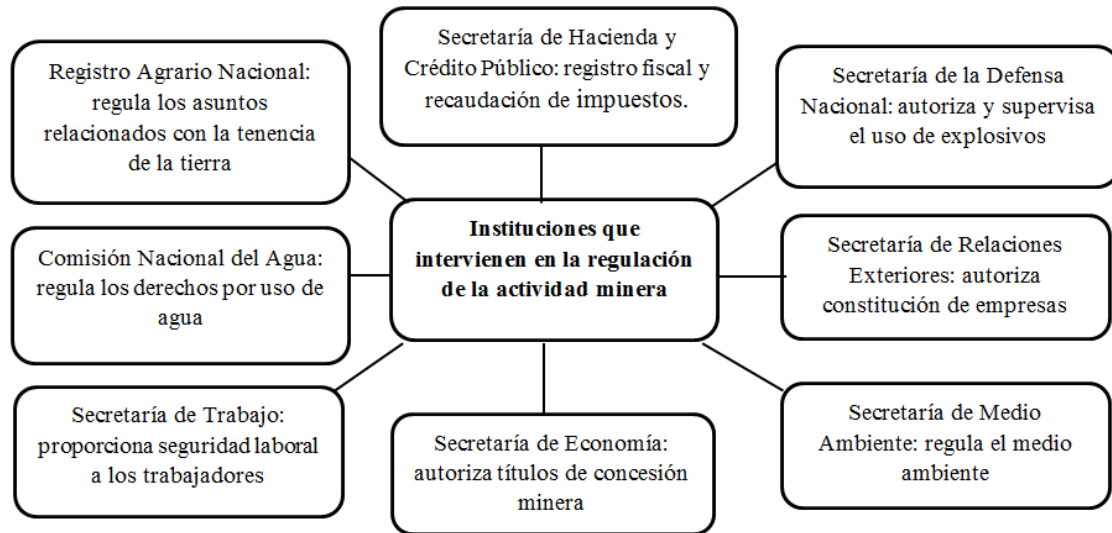 Registro Agrario Nacional:
regula los asuntos
relacionados con la tenencia
de la tierra
Secretaría de Hacienda y
Crédito Público: registro fiscal y
recaudación de impuestos.
Secretaría de la Defensa
Nacional: autoriza y supervisa
el uso de explosivos
Comisión Nacional del Agua:
regula los derechos por uso de
agua
Instituciones que
intervienen en la regulación
de la actividad minera
Secretaría de Relaciones
Exteriores: autoriza
constitución de empresas
Secretaría de Trabajo:
proporciona seguridad laboral
a los trabajadores
Secretaría de Economía:
autoriza títulos de concesión
minera
Secretaría de Medio
Ambiente: regula el medio
ambiente